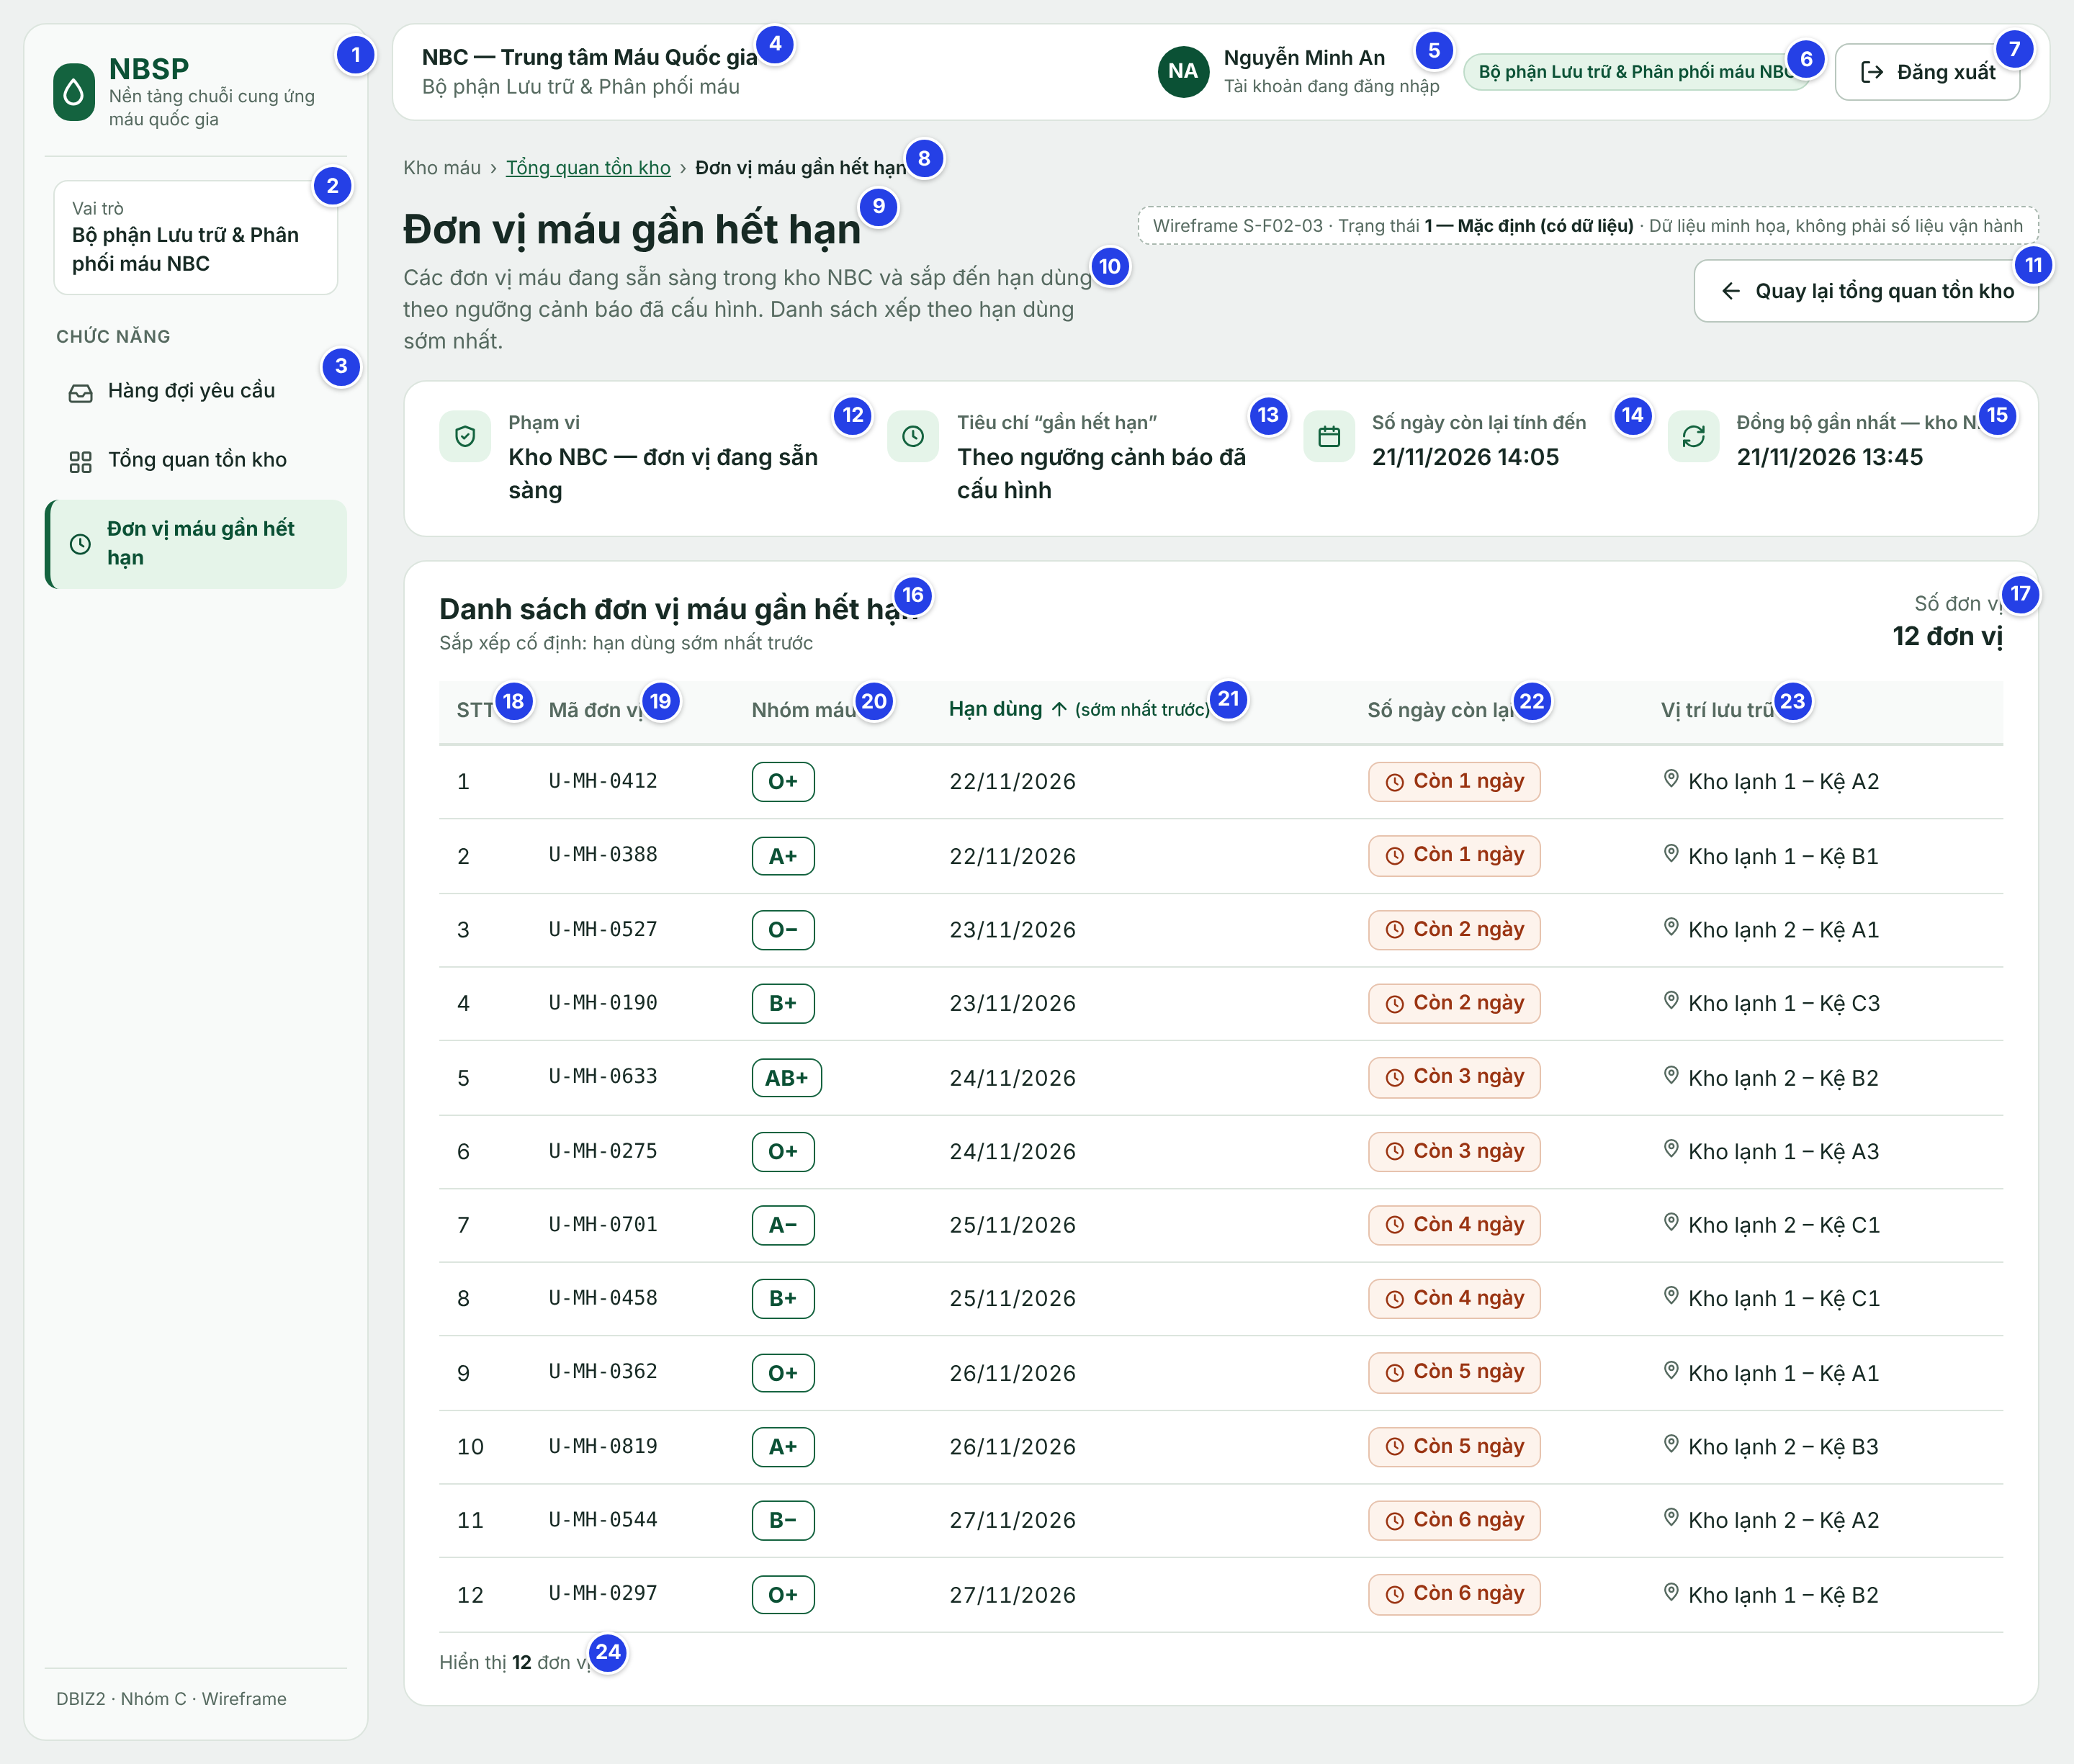 NBSP
Nền tảng chuỗi cung ứng
máu quốc gia
1
Vai trò
Bộ phận Lưu trữ & Phân
phối máu NBC
2
CHỨC NĂNG
3
Hàng đợi yêu cầu
Tổng quan tồn kho
Đơn vị máu gần hết
hạn
DBIZ2 · Nhóm C · Wireframe
NBC — Trung tâm Máu Quốc gia 4
Bộ phận Lưu trữ & Phân phối máu
NA
Nguyễn Minh An 5
Tài khoản đang đăng nhập
Bộ phận Lưu trữ & Phân phối máu NBC 6
Đăng xuất 7
Kho máu › Tổng quan tồn kho › Đơn vị máu gần hết hạn 8
Đơn vị máu gần hết hạn 9
Các đơn vị máu đang sẵn sàng trong kho NBC và sắp đến hạn dùng 10
theo ngưỡng cảnh báo đã cấu hình. Danh sách xếp theo hạn dùng
sớm nhất.
Wireframe S-F02-03 · Trạng thái 1 — Mặc định (có dữ liệu) · Dữ liệu minh họa, không phải số liệu vận hành
Quay lại tổng quan tồn kho 11
Phạm vi 12
Kho NBC — đơn vị đang sẵn
sàng
Tiêu chí “gần hết hạn” 13
Theo ngưỡng cảnh báo đã
cấu hình
Số ngày còn lại tính đến 14
21/11/2026 14:05
Đồng bộ gần nhất — kho 15
21/11/2026 13:45
Danh sách đơn vị máu gần hết hạn 16
Sắp xếp cố định: hạn dùng sớm nhất trước
Số đơn vị 17
12 đơn vị
STT 18 Mã đơn vị 19 Nhóm máu 20 Hạn dùng ↑ (sớm nhất trước) 21 Số ngày còn lại 22 Vị trí lưu trữ 23
1 U-MH-0412 O+ 22/11/2026 Còn 1 ngày Kho lạnh 1 – Kệ A2
2 U-MH-0388 A+ 22/11/2026 Còn 1 ngày Kho lạnh 1 – Kệ B1
3 U-MH-0527 O− 23/11/2026 Còn 2 ngày Kho lạnh 2 – Kệ A1
4 U-MH-0190 B+ 23/11/2026 Còn 2 ngày Kho lạnh 1 – Kệ C3
5 U-MH-0633 AB+ 24/11/2026 Còn 3 ngày Kho lạnh 2 – Kệ B2
6 U-MH-0275 O+ 24/11/2026 Còn 3 ngày Kho lạnh 1 – Kệ A3
7 U-MH-0701 A− 25/11/2026 Còn 4 ngày Kho lạnh 2 – Kệ C1
8 U-MH-0458 B+ 25/11/2026 Còn 4 ngày Kho lạnh 1 – Kệ C1
9 U-MH-0362 O+ 26/11/2026 Còn 5 ngày Kho lạnh 1 – Kệ A1
10 U-MH-0819 A+ 26/11/2026 Còn 5 ngày Kho lạnh 2 – Kệ B3
11 U-MH-0544 B− 27/11/2026 Còn 6 ngày Kho lạnh 2 – Kệ A2
12 U-MH-0297 O+ 27/11/2026 Còn 6 ngày Kho lạnh 1 – Kệ B2
Hiển thị 12 đơn vị 24